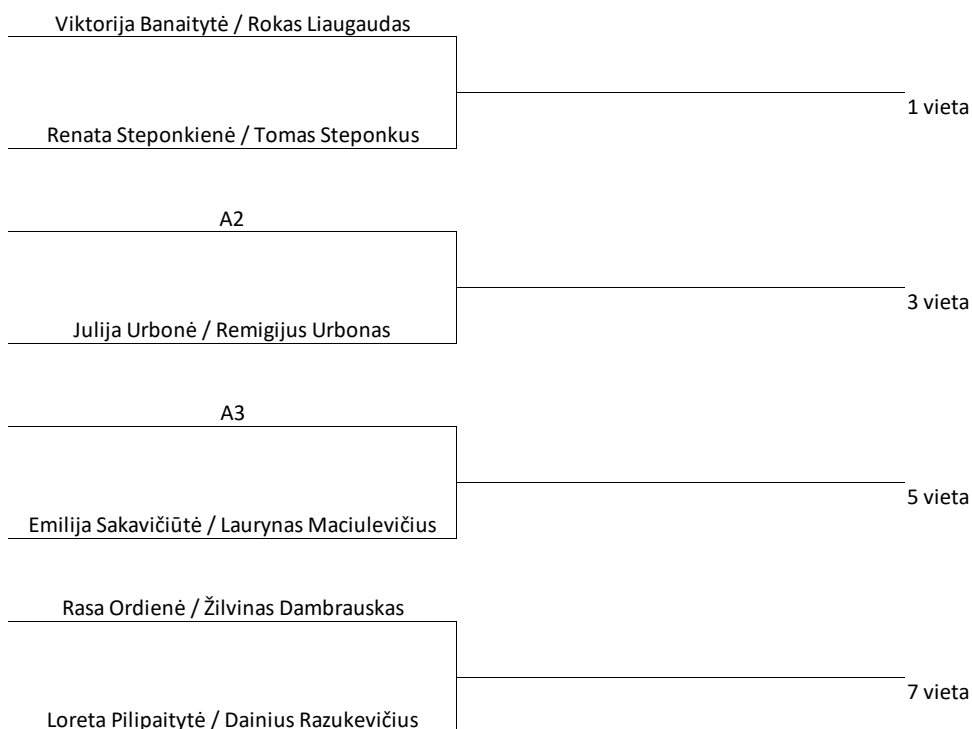 Viktorija Banaitytė / Rokas Liaugaudas
1 vieta
Renata Steponkienė / Tomas Steponkus
A2
3 vieta
Julija Urbonė / Remigijus Urbonas
A3
5 vieta
Emilija Sakavičiūtė / Laurynas Maciulevičius
Rasa Ordienė / Žilvinas Dambrauskas
7 vieta
Loreta Pilipaitytė / Dainius Razukevičius